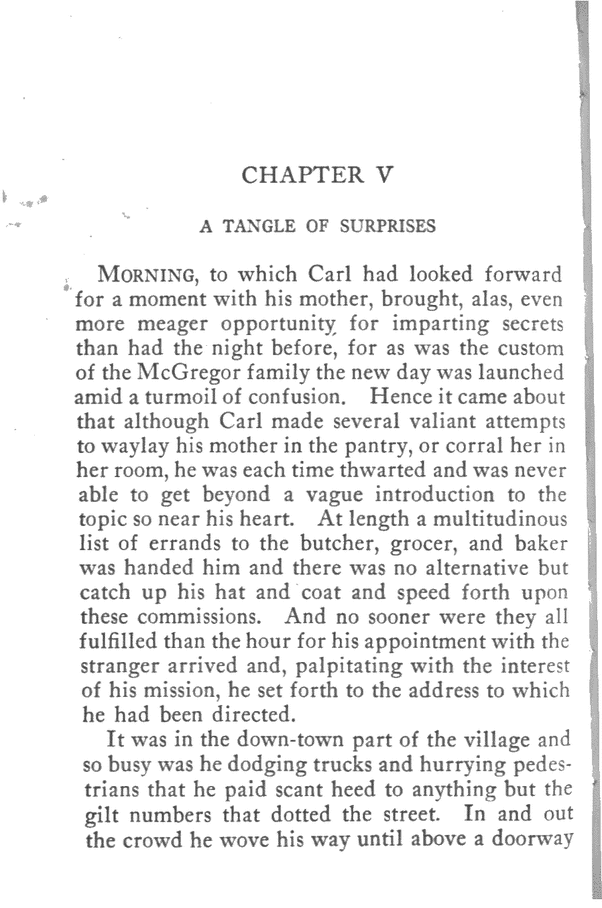 CHAPTER V
A TANGLE OF SURPRISES
MORNING, to which Carl had looked forward
for a moment with his mother, brought, alas, even
more meager opportunity for imparting secrets
than had the night before, for as was the custom
of the McGregor family the new day was launched
amid a turmoil of confusion. Hence it came about
that although Carl made several valiant attempts
to waylay his mother in the pantry, or corral her in
her room, he was each time thwarted and was never
able to get beyond a vague introduction to the
topic so near his heart. At length a multitudinous
list of errands to the butcher, grocer, and baker
was handed him and there was no alternative but
catch up his hat and coat and speed forth upon
these commissions. And no sooner were they all
fulfilled than the hour for his appointment with the
stranger arrived and, palpitating with the interest
of his mission, he set forth to the address to which
he had been directed.
It was in the down-town part of the village and
so busy was he dodging trucks and hurrying pedes-
trians that he paid scant heed to anything but the
gilt numbers that dotted the street. In and out
the crowd he wove his way until above a doorway